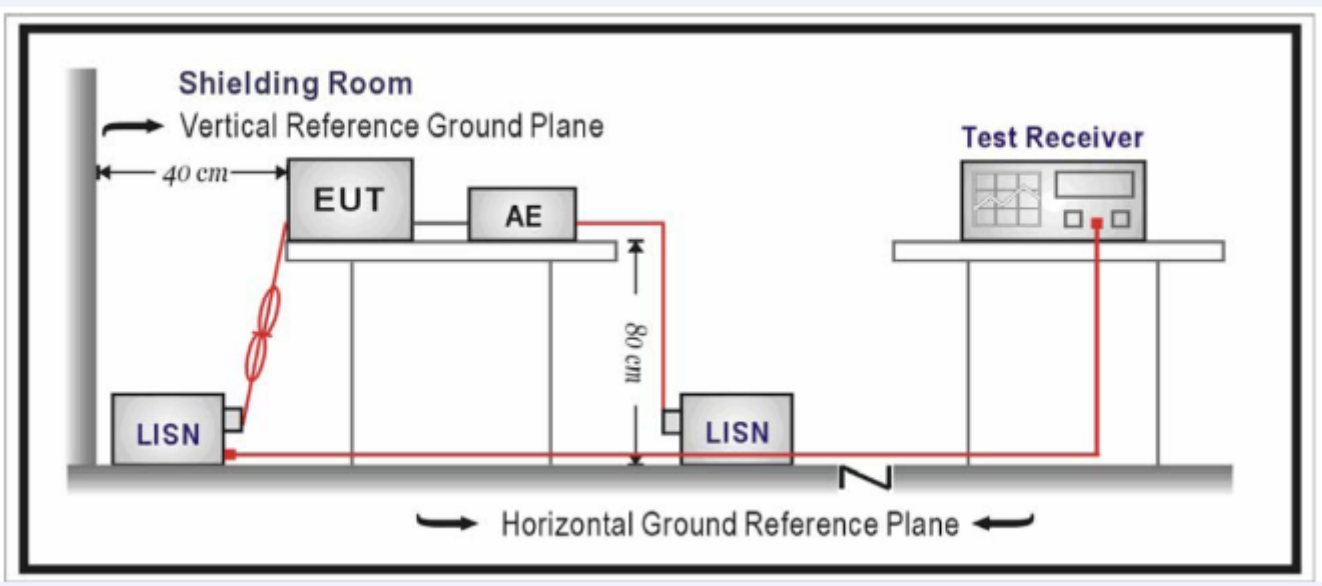 Shielding Room
Vertical Reference Ground Plane
Test Receiver
40 cm
EUT
AE
80 cm
LISN
LISN
Horizontal Ground Reference Plane